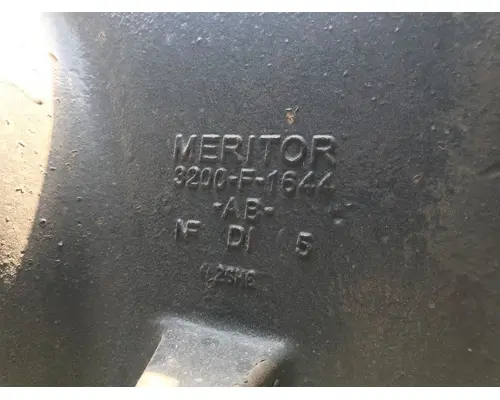 MERITOR
3200-F-1644
-AB-
NF DI 5